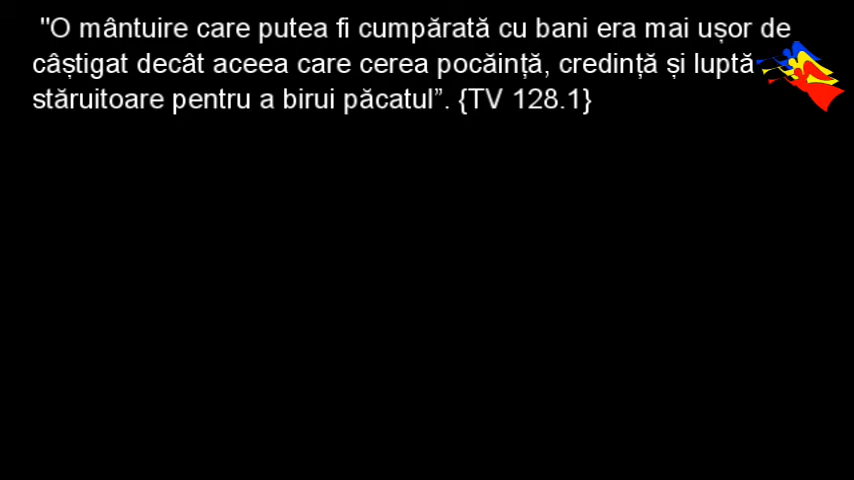 "O mântuire care putea fi cumpărată cu bani era mai ușor de
câștigat decât aceea care cerea pocăință, credință și luptă
stăruitoare pentru a birui păcatul”. {TV 128.1}